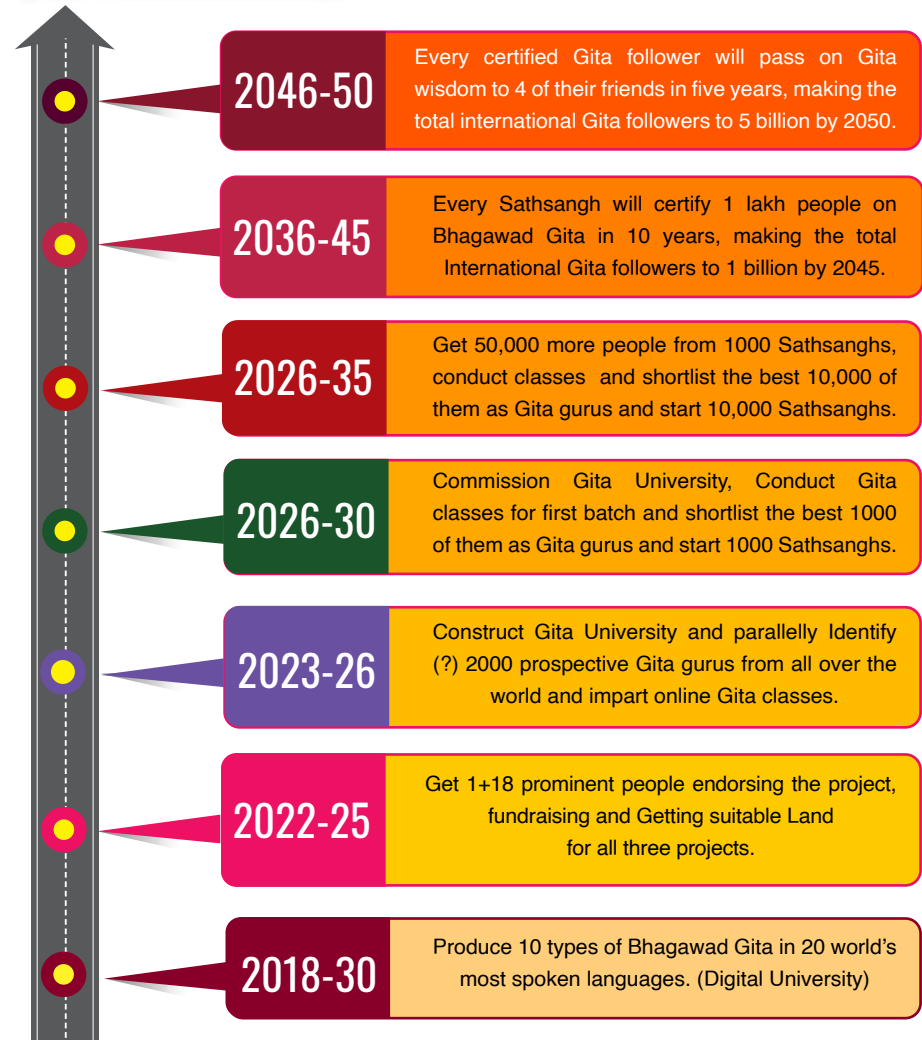 2046-50
Every certified Gita follower will pass on Gita
wisdom to 4 of their friends in five years, making the
total international Gita followers to 5 billion by 2050.
2036-45
Every Sathsangh will certify 1 lakh people on
Bhagawad Gita in 10 years, making the total
International Gita followers to 1 billion by 2045.
2026-35
Get 50,000 more people from 1000 Sathsanghs,
conduct classes and shortlist the best 10,000 of
them as Gita gurus and start 10,000 Sathsanghs.
2026-30
Commission Gita University, Conduct Gita
classes for first batch and shortlist the best 1000
of them as Gita gurus and start 1000 Sathsanghs.
2023-26
Construct Gita University and parallelly Identify
(?) 2000 prospective Gita gurus from all over the
world and impart online Gita classes.
2022-25
Get 1+18 prominent people endorsing the project,
fundraising and Getting suitable Land
for all three projects.
2018-30
Produce 10 types of Bhagawad Gita in 20 world's
most spoken languages. (Digital University)